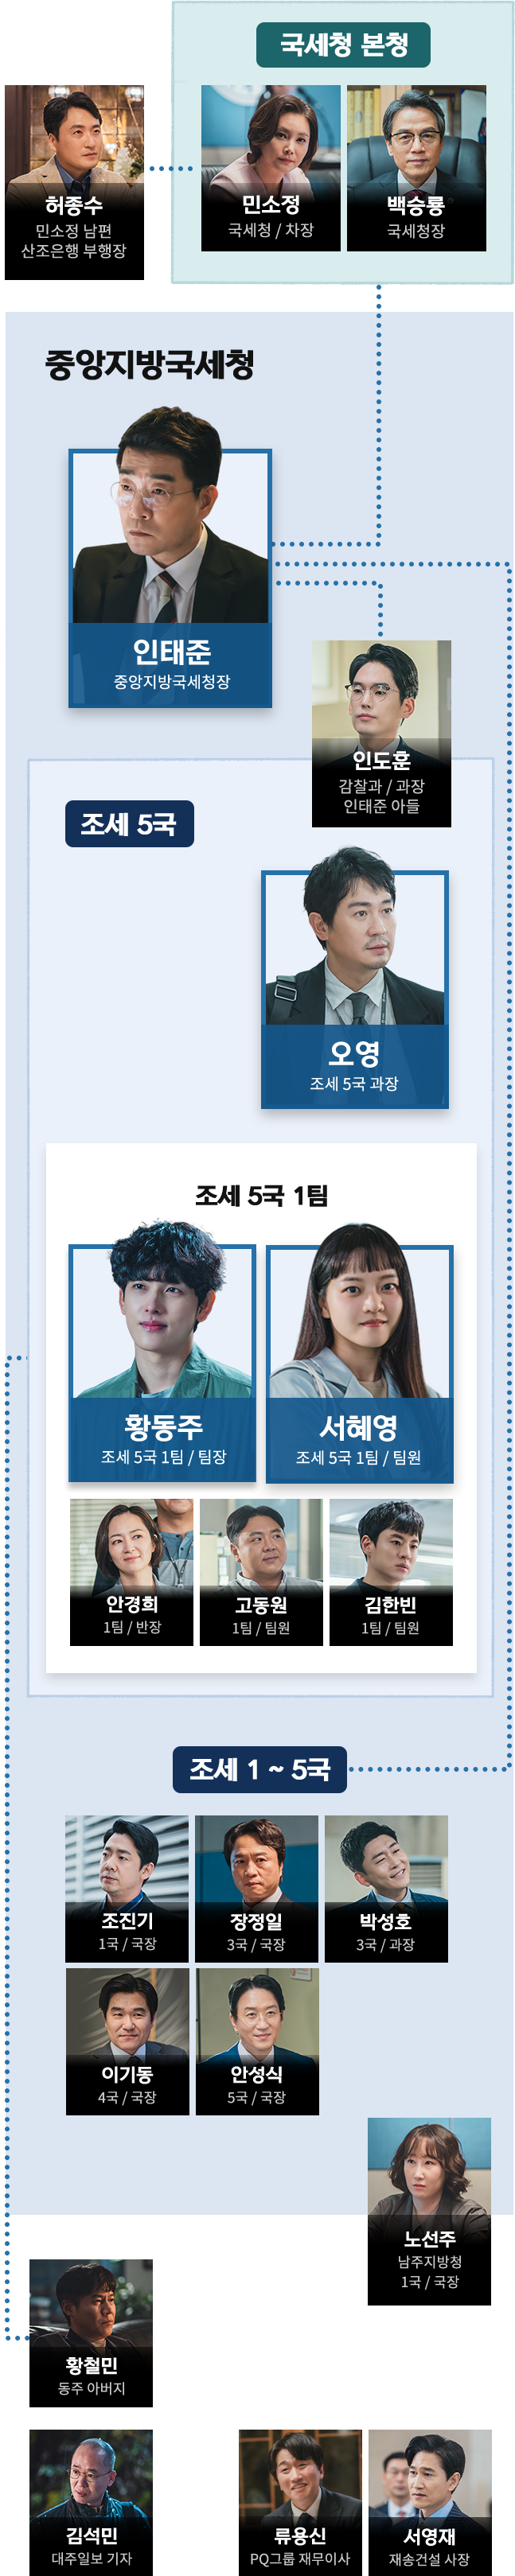 국세청 본청
허종수
민소정 남편
산조은행 부행장
민소정
국세청 / 차장
백승룡
국세청장
중앙지방국세청
인태준
중앙지방국세청장
인도훈
감찰과 / 과장
인태준 아들
조세 5국
오영
조세 5국 과장
조세 5국 1팀
황동주
조세 5국 1팀 / 팀장
서혜영
조세 5국 1팀 / 팀원
안경희
1팀 / 반장
고동원
1팀 / 팀원
김한빈
1팀 / 팀원
조세 1 ~ 5국
조진기
1국 / 국장
장정일
3국 / 국장
박성호
3국 / 과장
이기동
4국 / 국장
안성식
5국 / 국장
노선주
남주지방청
1국 / 국장
황철민
동주 아버지
김석민
대주일보 기자
류용신
PQ그룹 재무이사
서영재
재송건설 사장